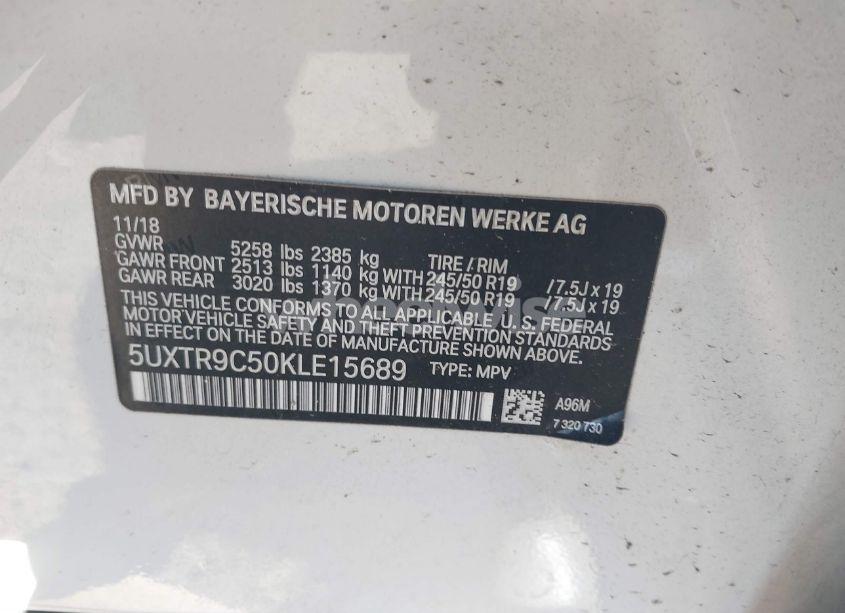 MFD BY BAYERISCHE MOTOREN WERKE AG
11/18
GVWR 5258 lbs 2385 kg TIRE / RIM
GAWR FRONT 2513 lbs 1140 kg WITH 245/50 R19 /7.5J x 19
GAWR REAR 3020 lbs 1370 kg WITH 245/50 R19 /7.5J x 19
THIS VEHICLE CONFORMS TO ALL APPLICABLE U.S. FEDERAL
MOTOR VEHICLE SAFETY AND THEFT PREVENTION STANDARDS
IN EFFECT ON THE DATE OF MANUFACTURE SHOWN ABOVE.
5UXTR9C50KLE15689 TYPE: MPV
A96M
7 320 730